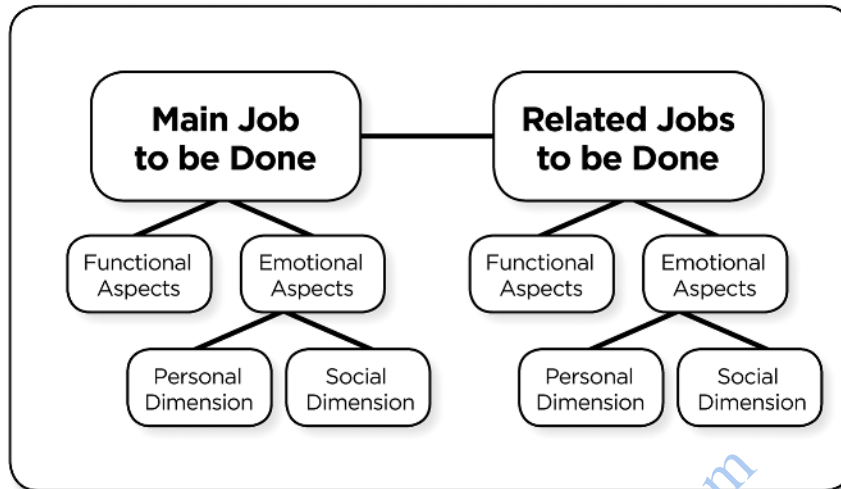 Main Job
to be Done
Related Jobs
to be Done
Functional
Aspects
Emotional
Aspects
Functional
Aspects
Emotional
Aspects
Personal
Dimension
Social
Dimension
Personal
Dimension
Social
Dimension
om